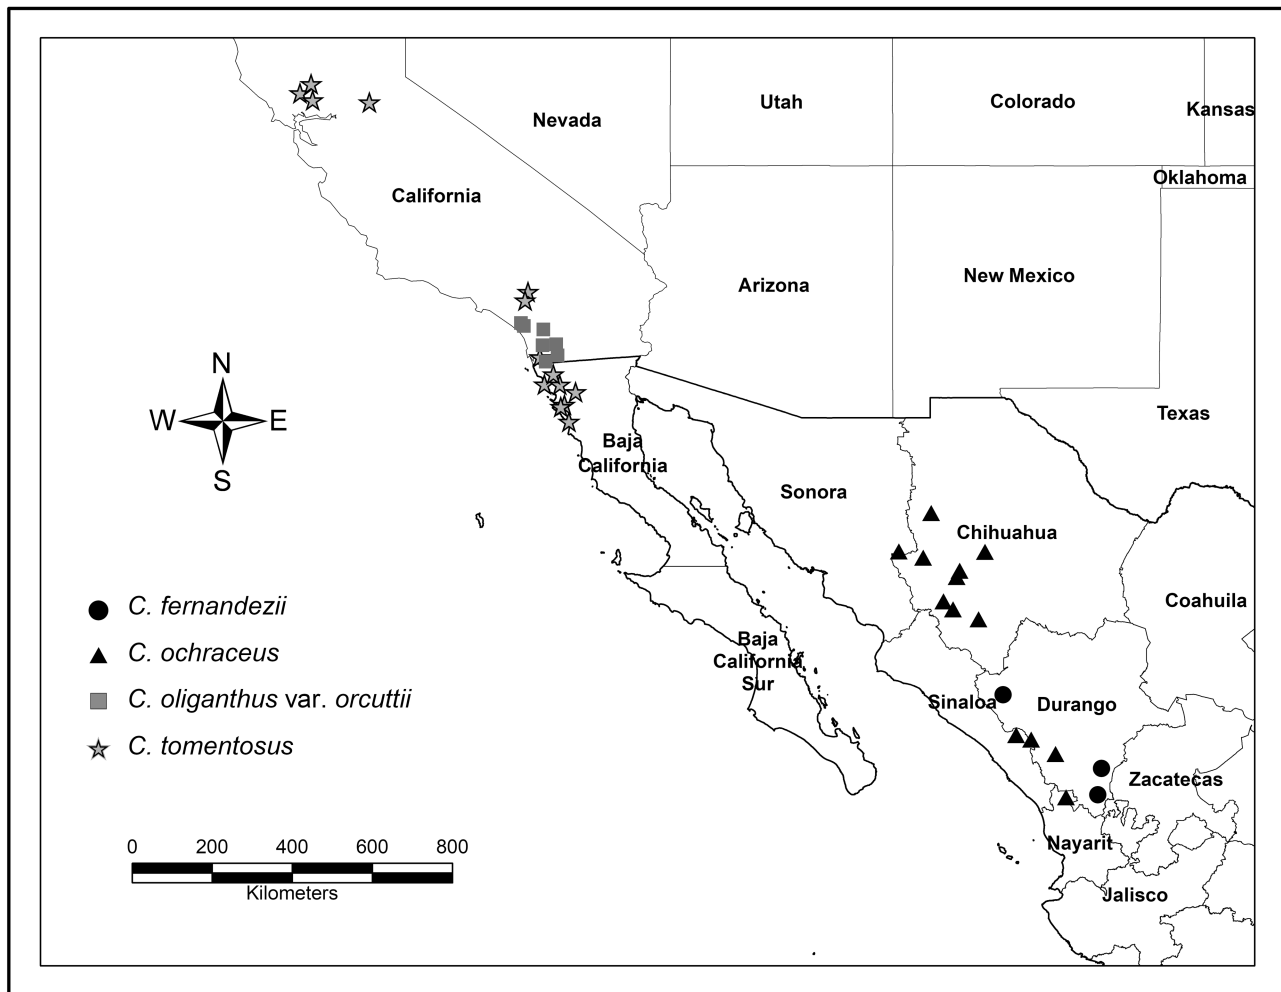 Utah
Colorado
Kansas
Nevada
Oklahoma
California
New Mexico
Arizona
N
W
E
S
Texas
Baja
California
Sonora
Chihuahua
Coahuila
C. fernandezii
C. ochraceus
C. oliganthus var. orcuttii
C. tomentosus
Baja
California
Sur
Sinaloa
Durango
Zacatecas
Nayarit
Jalisco
0 200 400 600 800
Kilometers